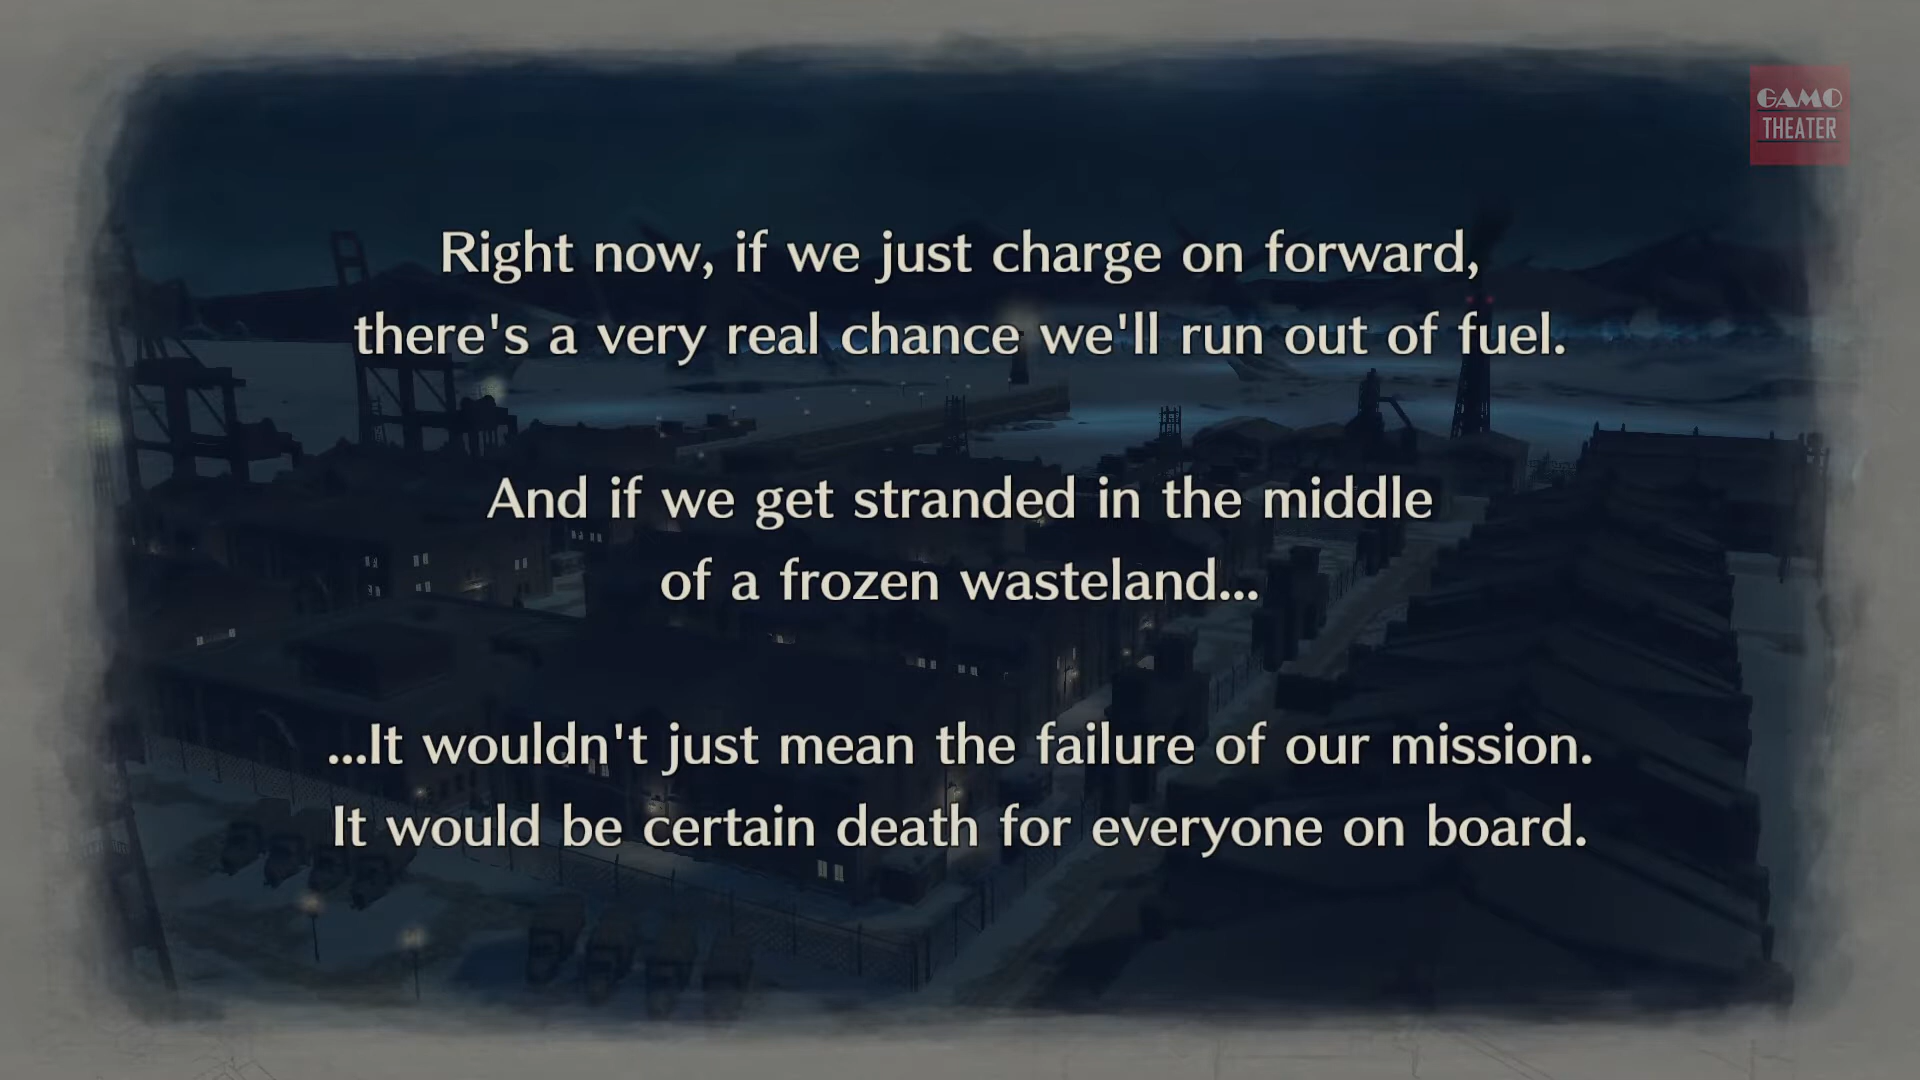 GAMO
THEATER
Right now, if we just charge on forward,
there's a very real chance we'll run out of fuel.
And if we get stranded in the middle
of a frozen wasteland...
...It wouldn't just mean the failure of our mission.
It would be certain death for everyone on board.